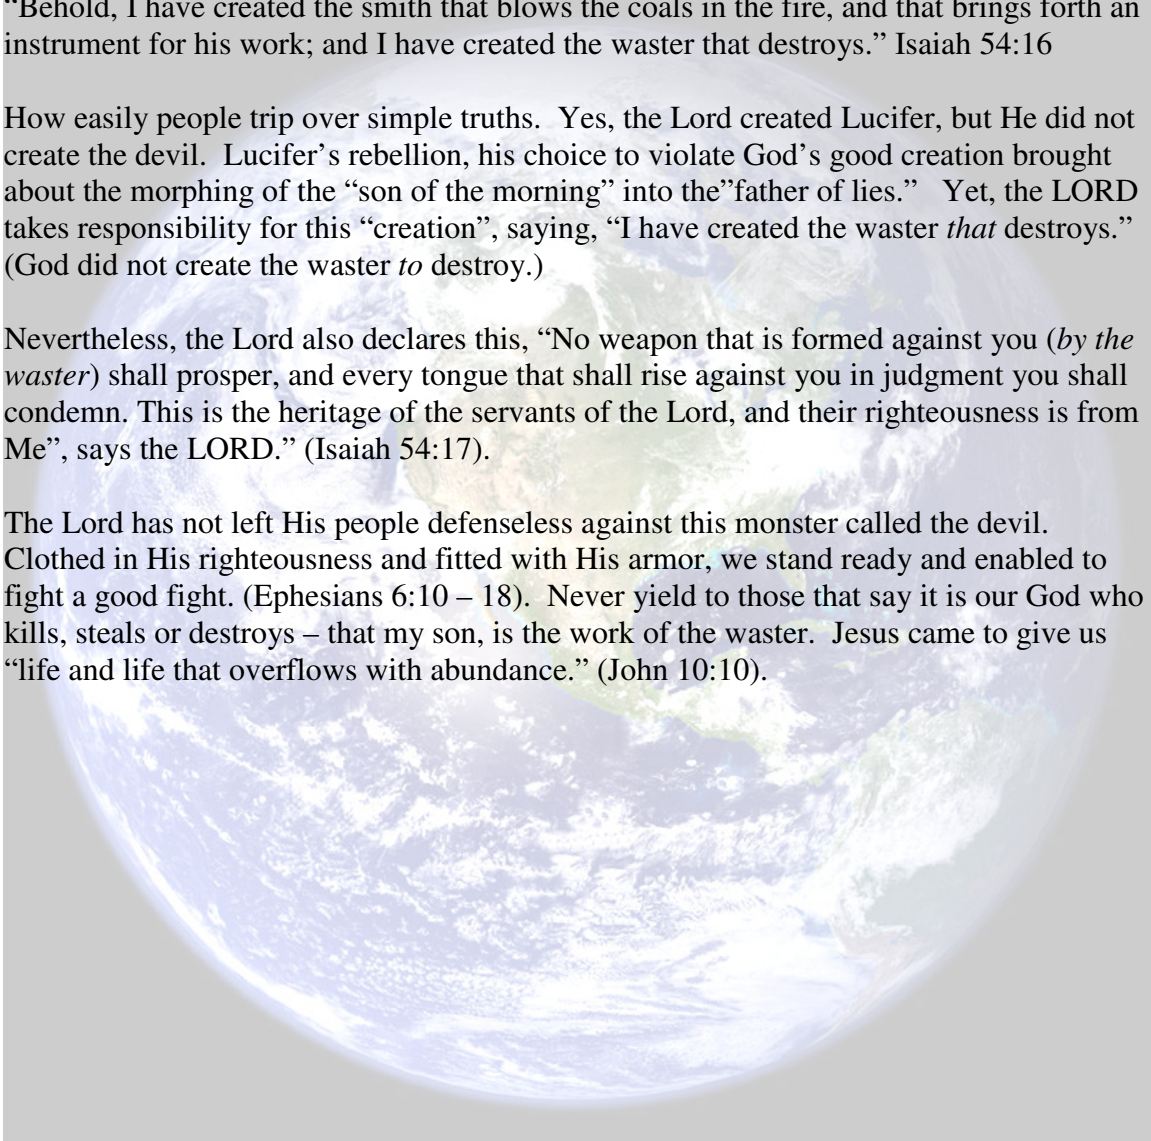 “Behold, I have created the smith that blows the coals in the fire, and that brings forth an
instrument for his work; and I have created the waster that destroys.” Isaiah 54:16
How easily people trip over simple truths.  Yes, the Lord created Lucifer, but He did not
create the devil.  Lucifer’s rebellion, his choice to violate God’s good creation brought
about the morphing of the “son of the morning” into the”father of lies.”   Yet, the LORD
takes responsibility for this “creation”, saying, “I have created the waster that destroys.”
(God did not create the waster to destroy.)
Nevertheless, the Lord also declares this, “No weapon that is formed against you (by the
waster) shall prosper, and every tongue that shall rise against you in judgment you shall
condemn. This is the heritage of the servants of the Lord, and their righteousness is from
Me”, says the LORD.” (Isaiah 54:17).
The Lord has not left His people defenseless against this monster called the devil.
Clothed in His righteousness and fitted with His armor, we stand ready and enabled to
fight a good fight. (Ephesians 6:10 – 18).  Never yield to those that say it is our God who
kills, steals or destroys – that my son, is the work of the waster.  Jesus came to give us
“life and life that overflows with abundance.” (John 10:10).